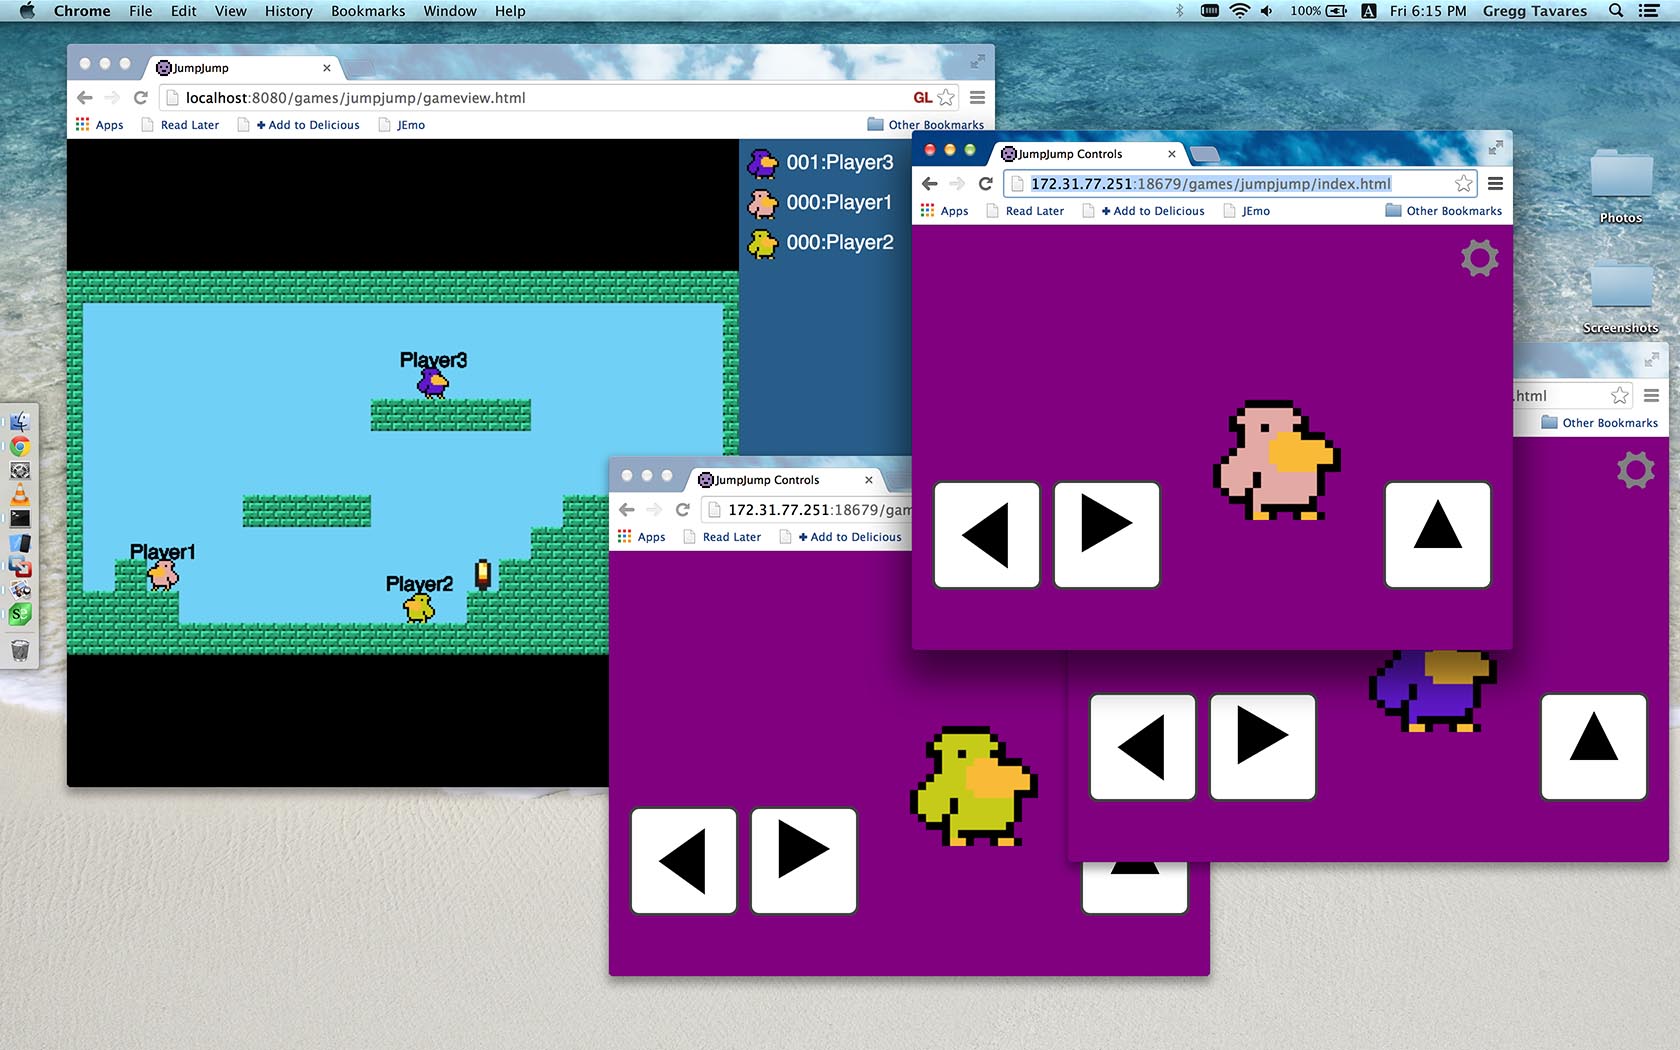 Chrome File Edit View History Bookmarks Window Help
100% A Fri 6:15 PM Gregg Tavares
JumpJump
localhost:8080/games/jumpjump/gameview.html GL
Apps Read Later + Add to Delicious JEmo Other Bookmarks
001:Player3
000:Player1
000:Player2
Player3
Player1
Player2
JumpJump Controls
172.31.77.251:18679/games/jumpjump/index.html
Apps Read Later + Add to Delicious JEmo Other Bookmarks
Photos
Screenshots
.html
Other Bookmarks
JumpJump Controls
172.31.77.251:18679/gam
Apps Read Later + Add to Delicious